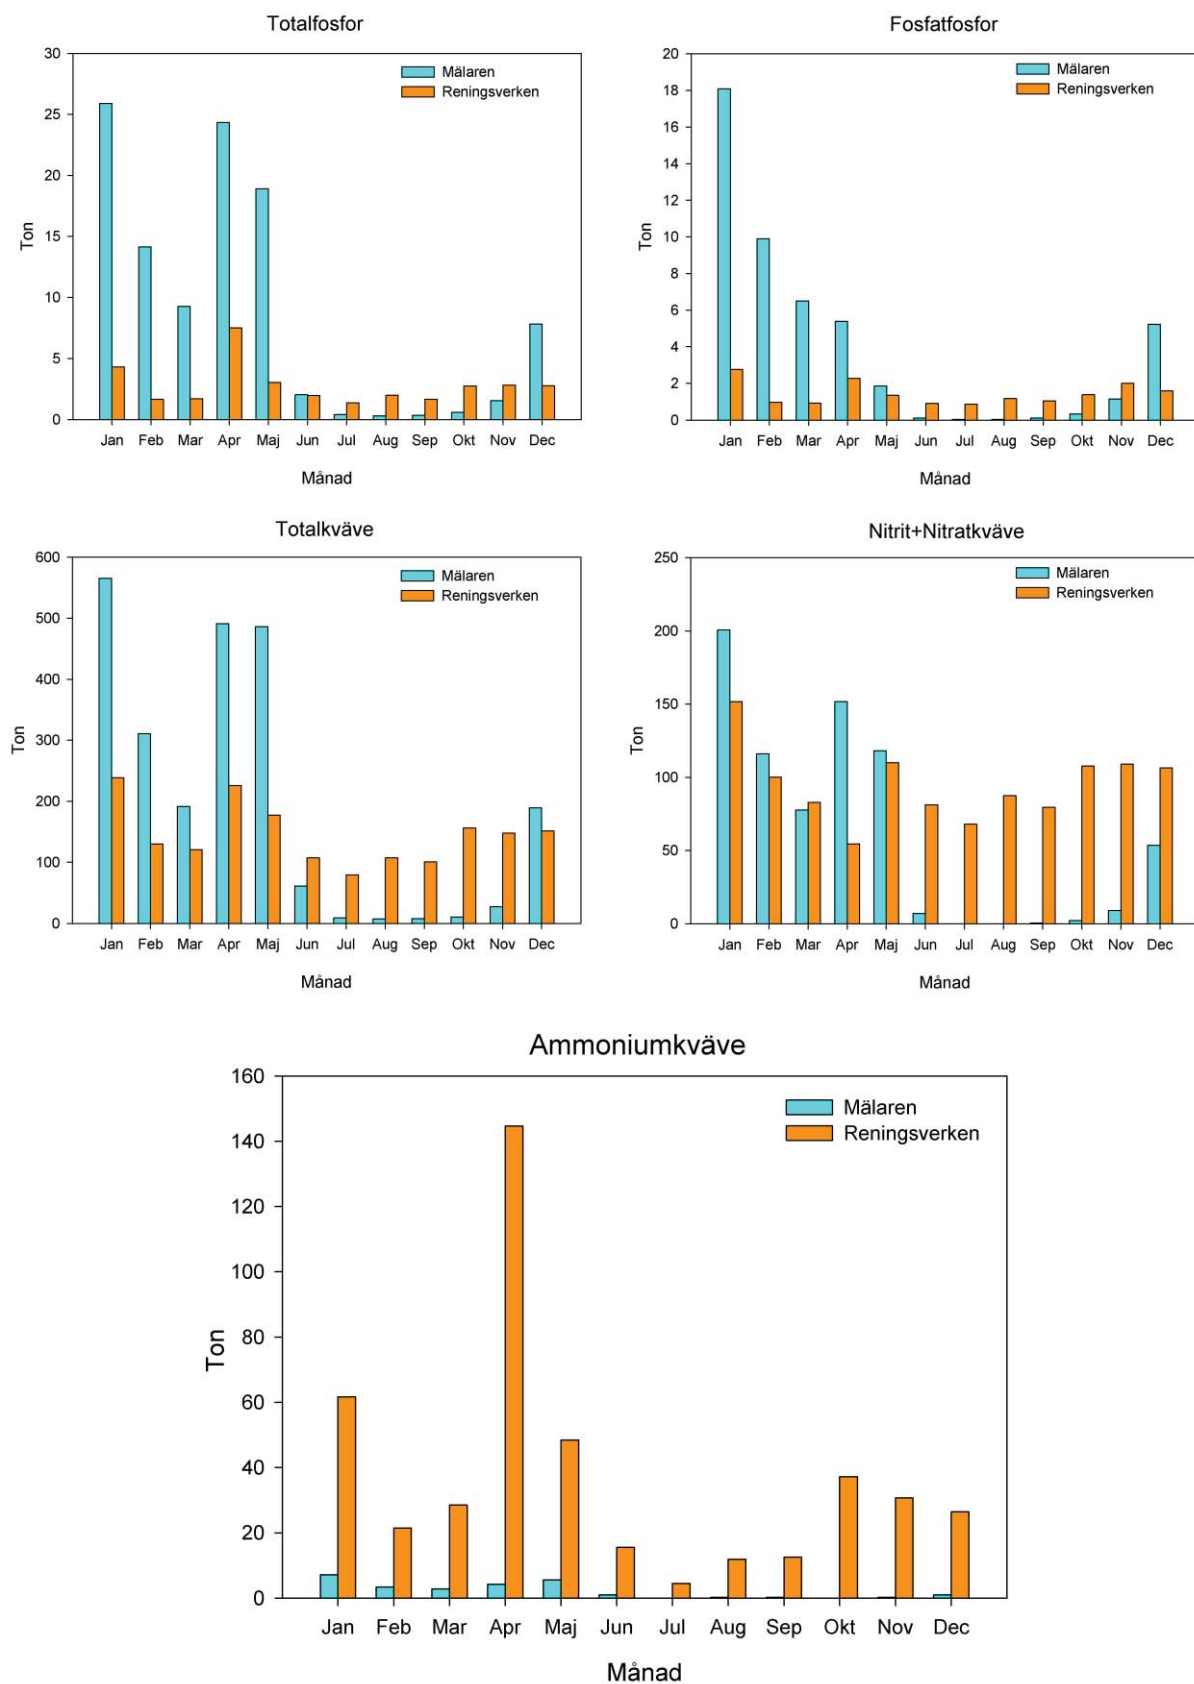 Totalfosfor
30
25
20
15
10
5
0
Ton
Mälaren
Reningsverken
Jan Feb Mar Apr Maj Jun Jul Aug Sep Okt Nov Dec
Månad
Fosfatfosfor
20
18
16
14
12
10
8
6
4
2
0
Ton
Mälaren
Reningsverken
Jan Feb Mar Apr Maj Jun Jul Aug Sep Okt Nov Dec
Månad
Totalkväve
600
500
400
300
200
100
0
Ton
Mälaren
Reningsverken
Jan Feb Mar Apr Maj Jun Jul Aug Sep Okt Nov Dec
Månad
Nitrit+Nitratkväve
250
200
150
100
50
0
Ton
Mälaren
Reningsverken
Jan Feb Mar Apr Maj Jun Jul Aug Sep Okt Nov Dec
Månad
Ammoniumkväve
160
140
120
100
80
60
40
20
0
Ton
Mälaren
Reningsverken
Jan Feb Mar Apr Maj Jun Jul Aug Sep Okt Nov Dec
Månad